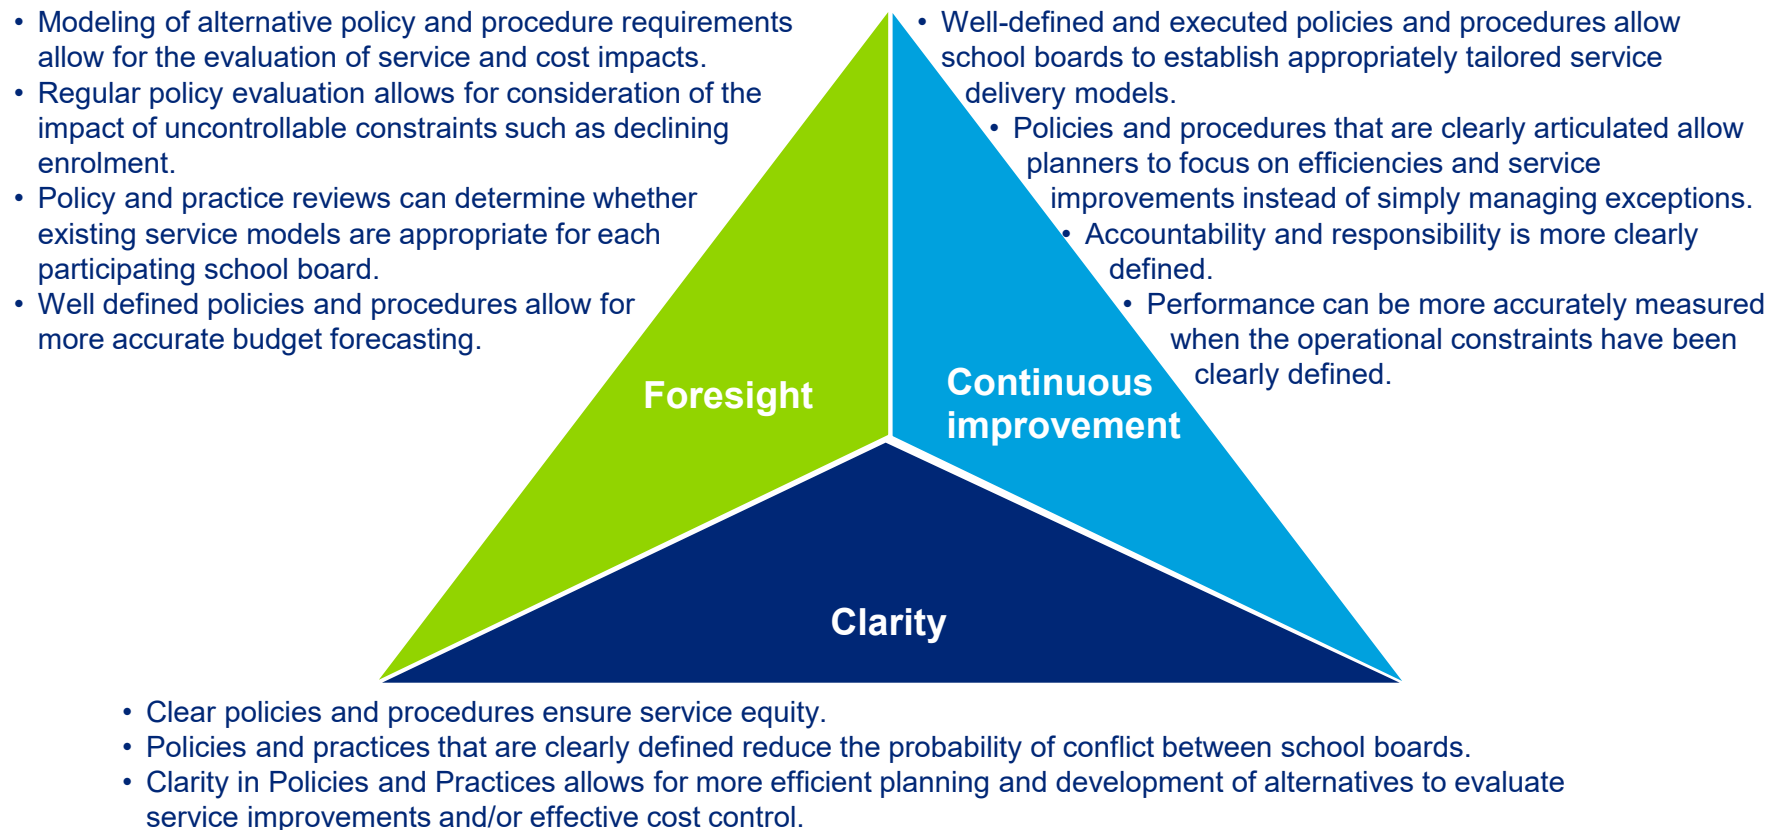 • Modeling of alternative policy and procedure requirements
allow for the evaluation of service and cost impacts.
• Regular policy evaluation allows for consideration of the
impact of uncontrollable constraints such as declining
enrolment.
• Policy and practice reviews can determine whether
existing service models are appropriate for each
participating school board.
• Well defined policies and procedures allow for
more accurate budget forecasting.
• Well-defined and executed policies and procedures allow
school boards to establish appropriately tailored service
delivery models.
• Policies and procedures that are clearly articulated allow
planners to focus on efficiencies and service
improvements instead of simply managing exceptions.
• Accountability and responsibility is more clearly
defined.
• Performance can be more accurately measured
when the operational constraints have been
clearly defined.
Foresight
Continuous
improvement
Clarity
• Clear policies and procedures ensure service equity.
• Policies and practices that are clearly defined reduce the probability of conflict between school boards.
• Clarity in Policies and Practices allows for more efficient planning and development of alternatives to evaluate
service improvements and/or effective cost control.